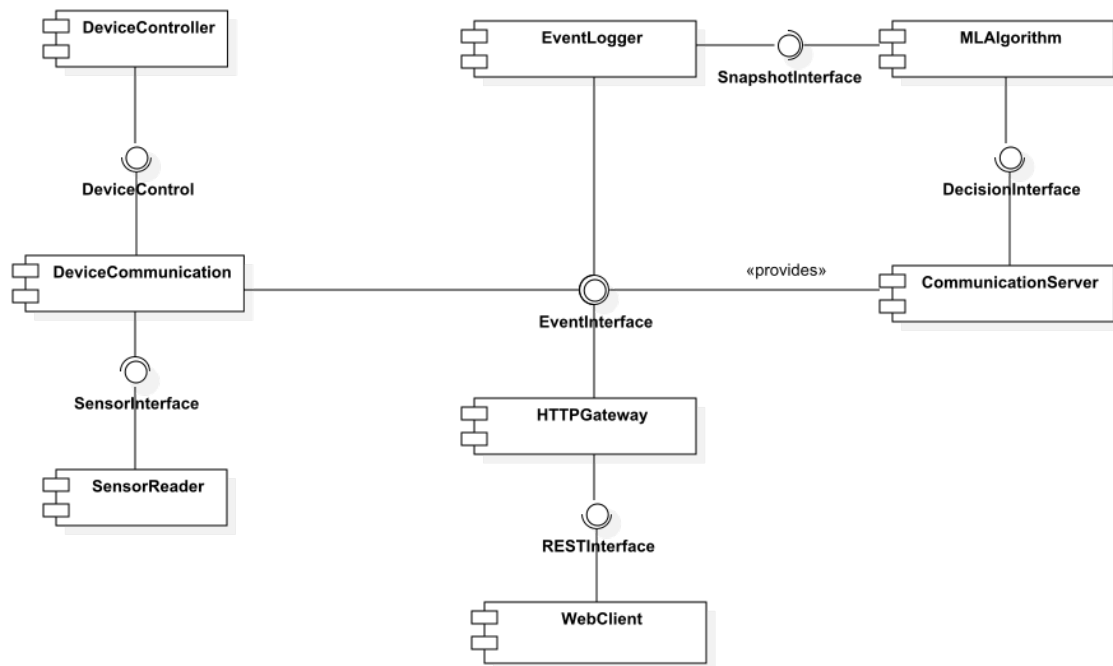 DeviceController
EventLogger
MLAlgorithm
SnapshotInterface
DeviceControl
DecisionInterface
DeviceCommunication
«provides»
CommunicationServer
EventInterface
SensorInterface
HTTPGateway
SensorReader
RESTInterface
WebClient